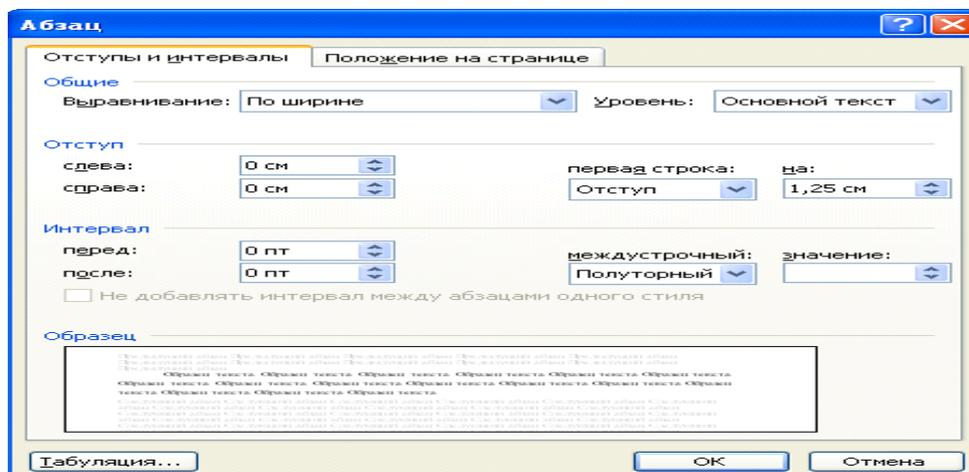 Абзац
Отступы и интервалы Положение на странице
Общие
Выравнивание: По ширине Уровень: Основной текст
Отступ
слева: 0 см первая строка: на:
справа: 0 см Отступ 1,25 см
Интервал
перед: 0 пт междустрочный: значение:
после: 0 пт Полуторный
Не добавлять интервал между абзацами одного стиля
Образец
Образец текста Образец текста Образец текста Образец текста Образец текста Образец текста
Образец текста Образец текста Образец текста Образец текста Образец текста Образец
текста Образец текста Образец текста
Табуляция... ОК Отмена